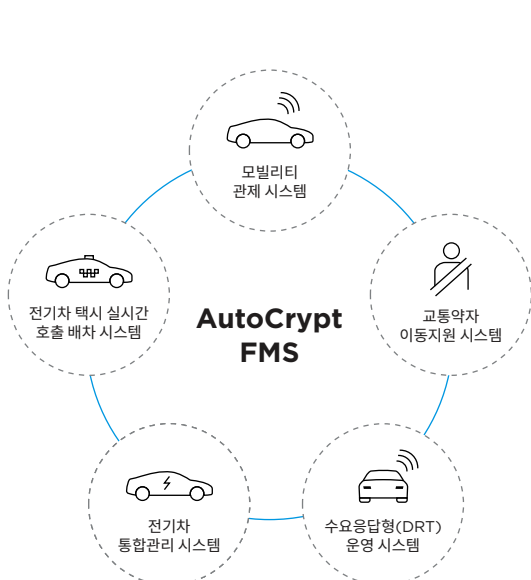 모빌리티
관제 시스템
전기차 택시 실시간
호출 배차 시스템
AutoCrypt
FMS
교통약자
이동지원 시스템
전기차
통합관리 시스템
수요응답형(DRT)
운영 시스템